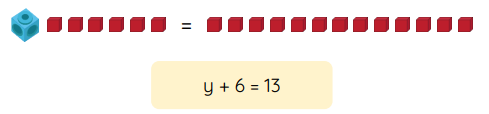 =
y + 6 = 13